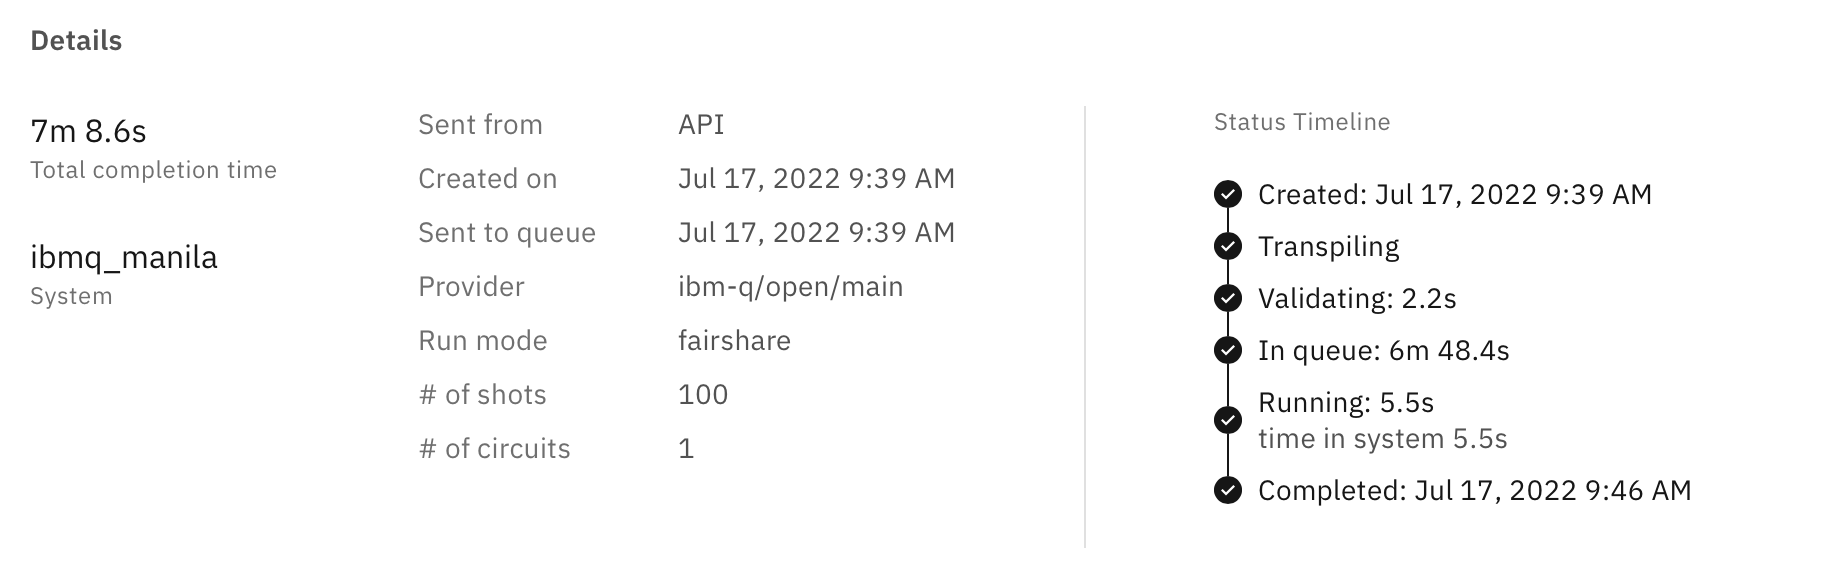 Details
7m 8.6s
Total completion time
ibmq_manila
System
Sent from API
Created on Jul 17, 2022 9:39 AM
Sent to queue Jul 17, 2022 9:39 AM
Provider ibm-q/open/main
Run mode fairshare
# of shots 100
# of circuits 1
Status Timeline
Created: Jul 17, 2022 9:39 AM
Transpiling
Validating: 2.2s
In queue: 6m 48.4s
Running: 5.5s
time in system 5.5s
Completed: Jul 17, 2022 9:46 AM